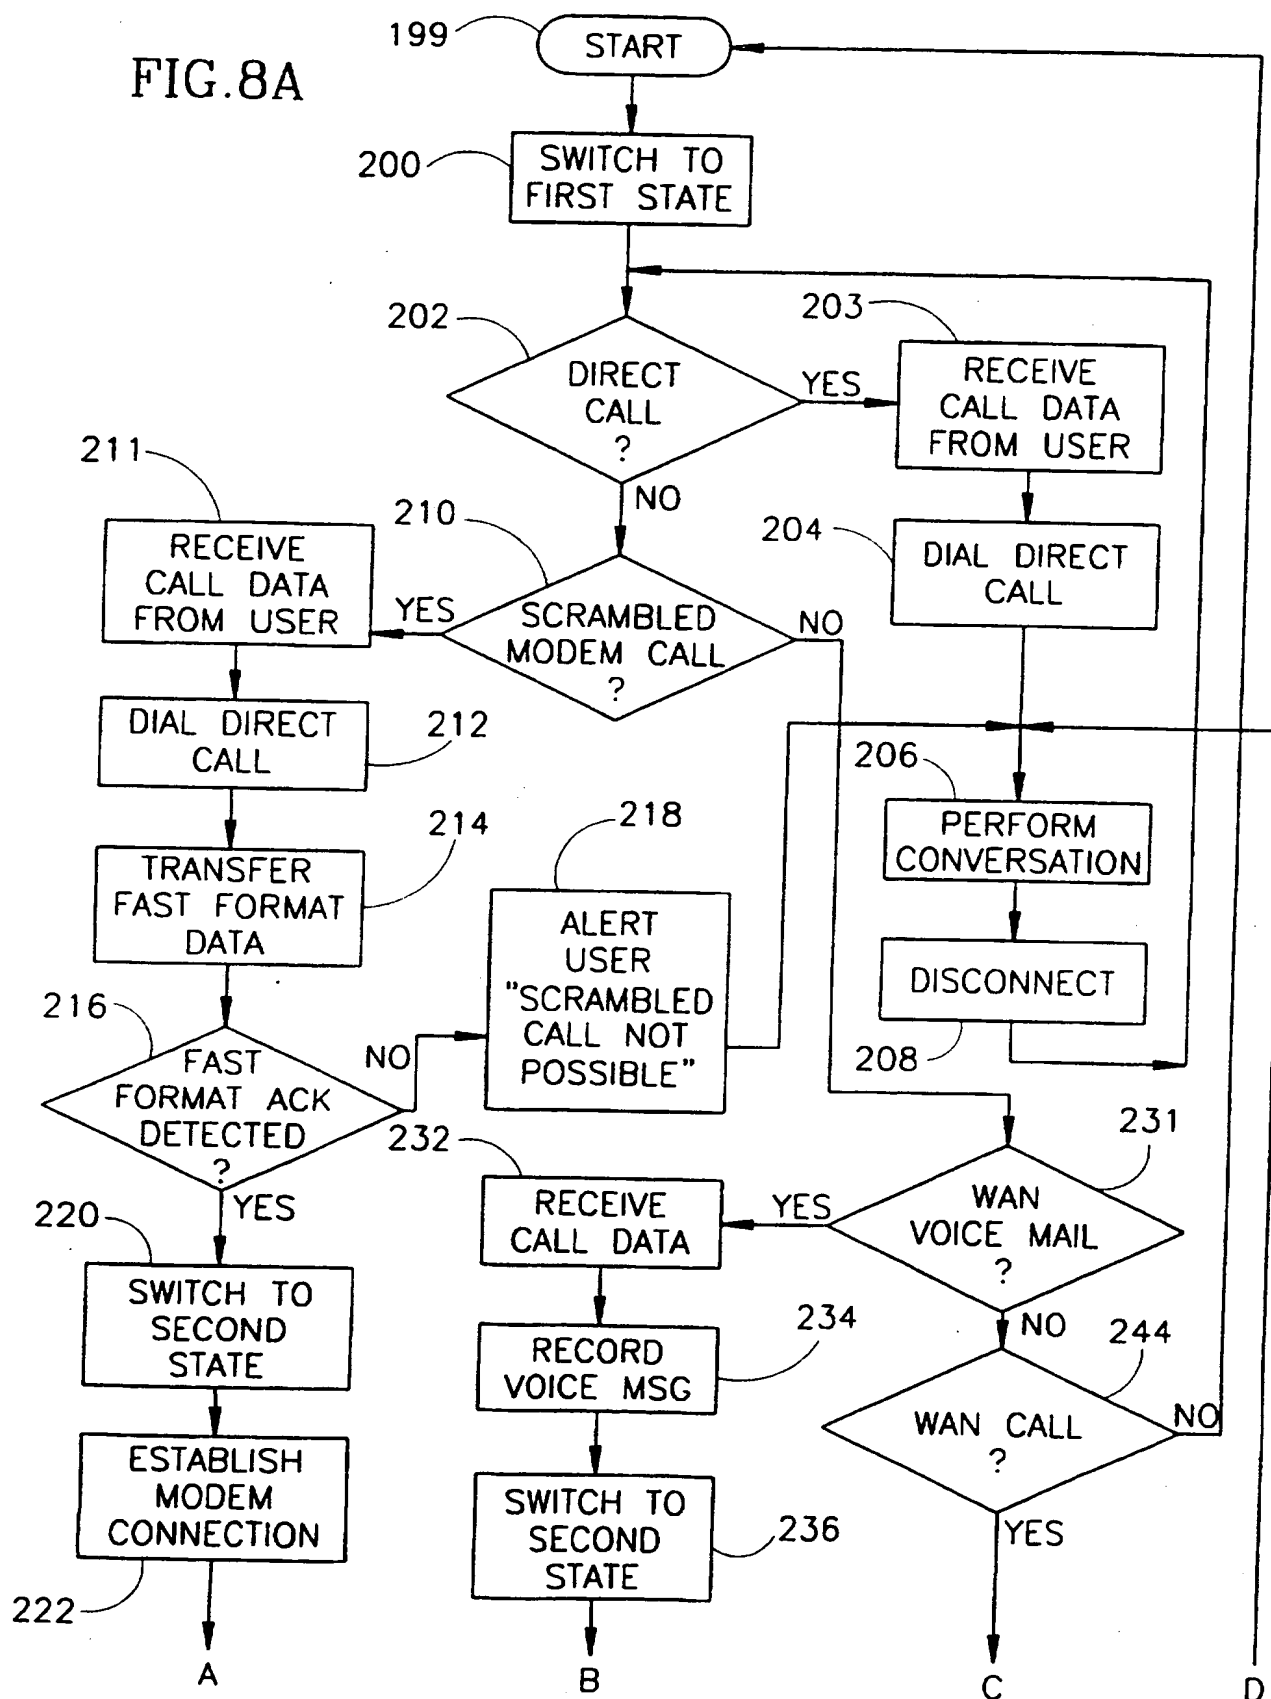 FIG.8A
199
START
200
SWITCH TO
FIRST STATE
202
DIRECT
CALL
?
YES
NO
203
RECEIVE
CALL DATA
FROM USER
204
DIAL DIRECT
CALL
211
RECEIVE
CALL DATA
FROM USER
210
SCRAMBLED
MODEM CALL
?
YES
NO
DIAL DIRECT
CALL
212
206
PERFORM
CONVERSATION
TRANSFER
FAST FORMAT
DATA
214
218
ALERT
USER
"SCRAMBLED
CALL NOT
POSSIBLE"
DISCONNECT
208
216
FAST
FORMAT ACK
DETECTED
?
NO
YES
231
WAN
VOICE MAIL
?
YES
NO
232
RECEIVE
CALL DATA
220
SWITCH TO
SECOND
STATE
RECORD
VOICE MSG
234
244
WAN CALL
?
NO
YES
ESTABLISH
MODEM
CONNECTION
222
SWITCH TO
SECOND
STATE
236
A
B
C
D